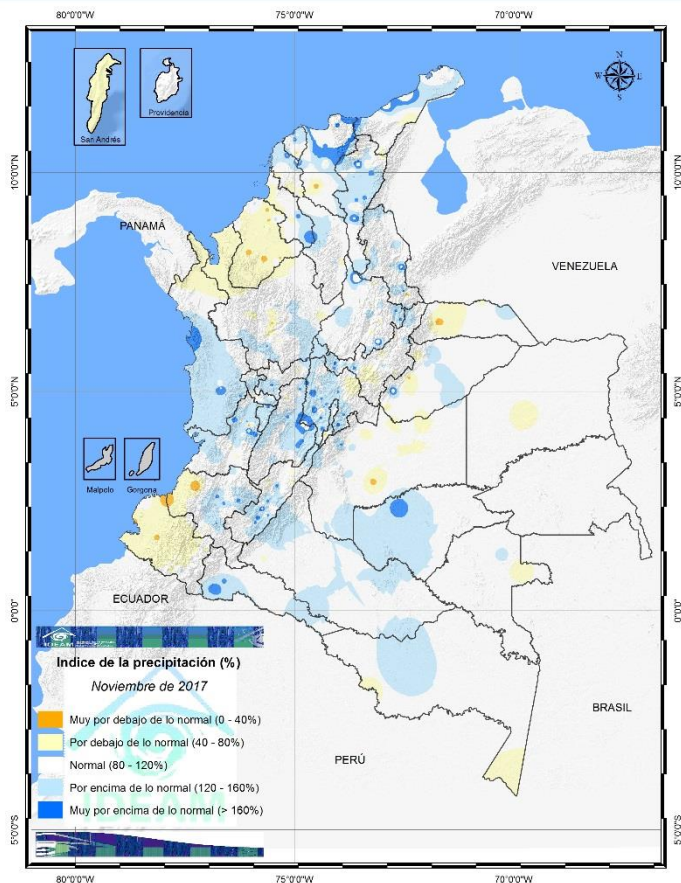 80°0'0"W 75°0'0"W 70°0'0"W
N
W E
S
San Andrés
Providencia
10°0'0"N 10°0'0"N
PANAMÁ
VENEZUELA
5°0'0"N 5°0'0"N
Malpolo Gorgona
ECUADOR
0°0'0" 0°0'0"
IDEAM
Indice de la precipitación (%)
Noviembre de 2017
Muy por debajo de lo normal (0 - 40%)
Por debajo de lo normal (40 - 80%)
Normal (80 - 120%)
Por encima de lo normal (120 - 160%)
Muy por encima de lo normal (> 160%)
IDEAM
BRASIL
PERÚ
5°0'0"S 5°0'0"S
80°0'0"W 75°0'0"W 70°0'0"W